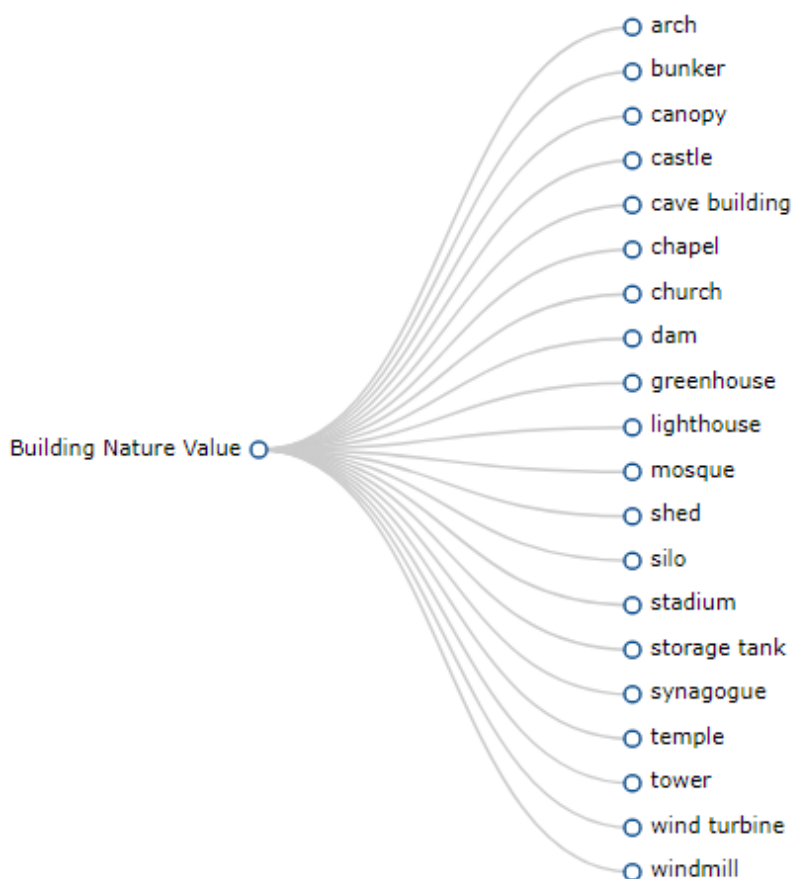 Building Nature Value
arch
bunker
canopy
castle
cave building
chapel
church
dam
greenhouse
lighthouse
mosque
shed
silo
stadium
storage tank
synagogue
temple
tower
wind turbine
windmill